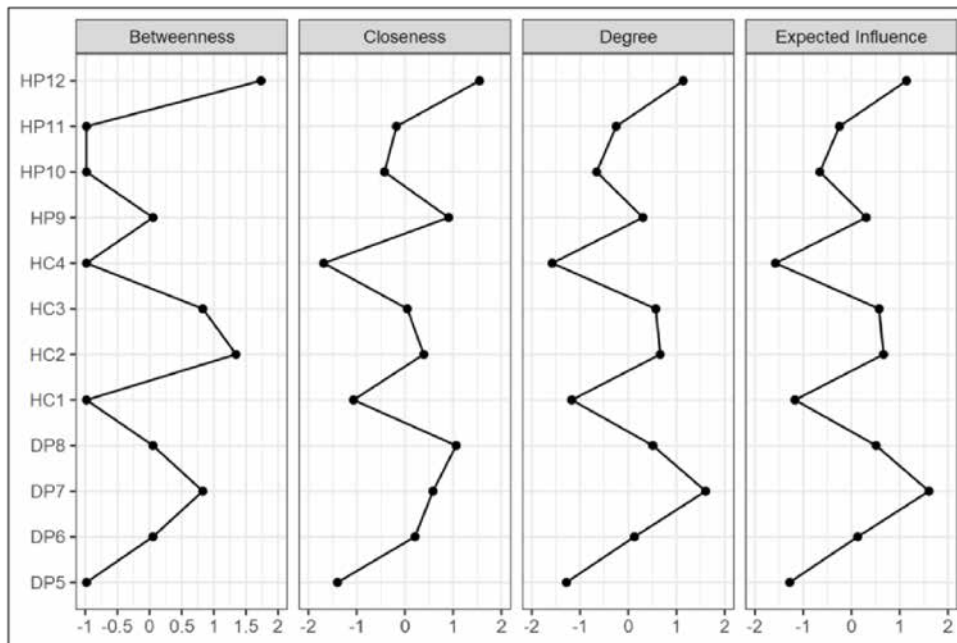 Betweenness Closeness Degree Expected Influence
HP12
HP11
HP10
HP9
HC4
HC3
HC2
HC1
DP8
DP7
DP6
DP5
-1 -0.5 0 0.5 1 1.5 2 -2 -1 0 1 2 -2 -1 0 1 2 -2 -1 0 1 2